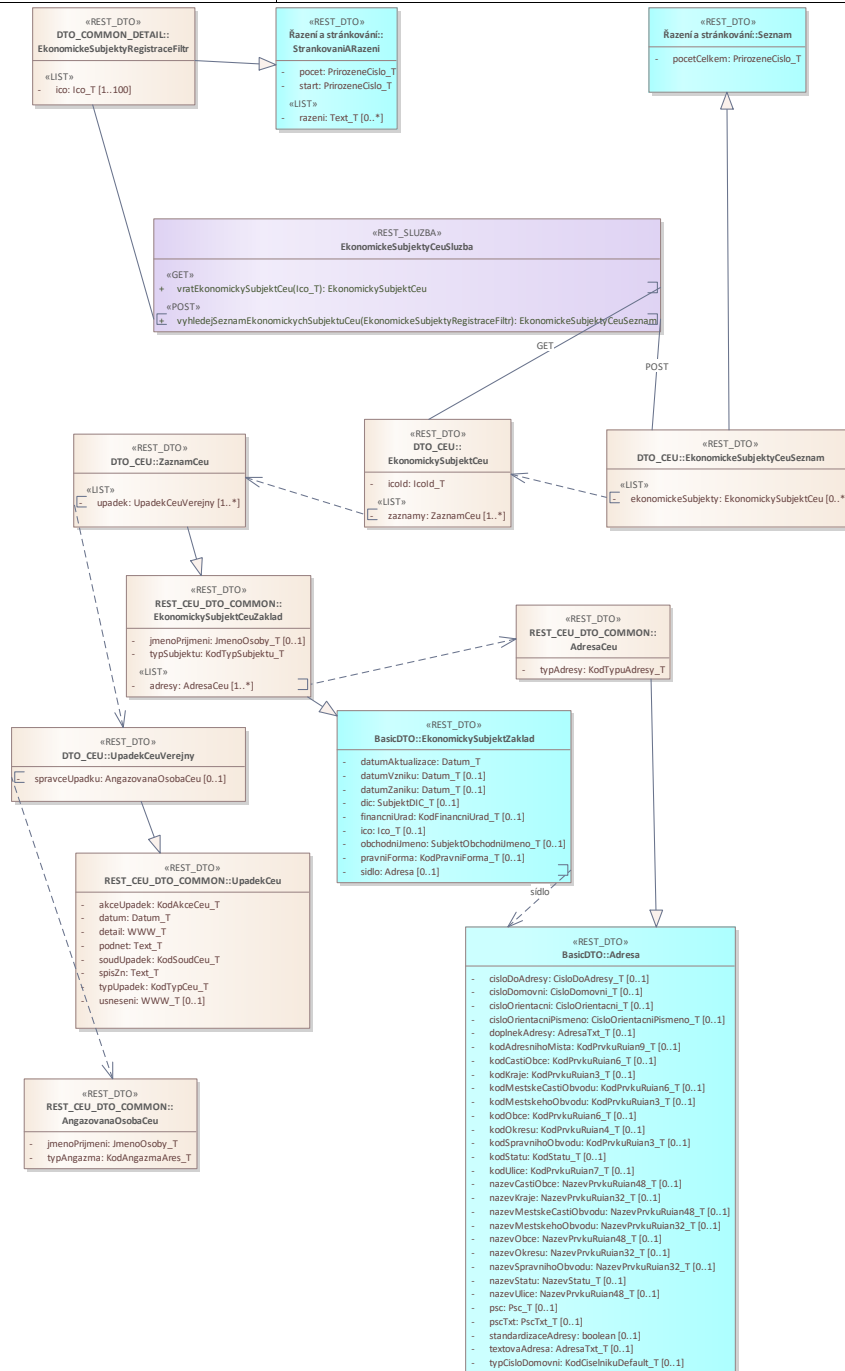 «REST_DTO»
DTO_COMMON_DETAIL::
EkonomickeSubjektyRegistraceFiltr
«LIST»
- ico: Ico_T [1..100]
«REST_DTO»
Řazení a stránkování::
StrankovaniARazeni
- pocet: PrirozeneCislo_T
- start: PrirozeneCislo_T
«LIST»
- razeni: Text_T [0..*]
«REST_DTO»
Řazení a stránkování::Seznam
- pocetCelkem: PrirozeneCislo_T
«REST_SLUZBA»
EkonomickeSubjektyCeuSluzba
«GET»
+ vratEkonomickySubjektCeu(Ico_T): EkonomickySubjektCeu
«POST»
+ vyhledejSeznamEkonomickychSubjektuCeu(EkonomickeSubjektyRegistraceFiltr): EkonomickeSubjektyCeuSeznam
GET
POST
«REST_DTO»
DTO_CEU::ZaznamCeu
«LIST»
- upadek: UpadekCeuVerejny [1..*]
«REST_DTO»
DTO_CEU::
EkonomickySubjektCeu
- icoId: IcoId_T
«LIST»
- zaznamy: ZaznamCeu [1..*]
«REST_DTO»
DTO_CEU::EkonomickeSubjektyCeuSeznam
«LIST»
- ekonomickeSubjekty: EkonomickySubjektCeu [0..*
«REST_DTO»
REST_CEU_DTO_COMMON::
EkonomickySubjektCeuZaklad
- jmenoPrijmeni: JmenoOsoby_T [0..1]
- typSubjektu: KodTypSubjektu_T
«LIST»
- adresy: AdresaCeu [1..*]
«REST_DTO»
REST_CEU_DTO_COMMON::
AdresaCeu
- typAdresy: KodTypuAdresy_T
«REST_DTO»
DTO_CEU::UpadekCeuVerejny
- spravceUpadku: AngazovanaOsobaCeu [0..1]
«REST_DTO»
BasicDTO::EkonomickySubjektZaklad
- datumAktualizace: Datum_T
- datumVzniku: Datum_T [0..1]
- datumZaniku: Datum_T [0..1]
- dic: SubjektDIC_T [0..1]
- financniUrad: KodFinancniUrad_T [0..1]
- ico: Ico_T [0..1]
- obchodniJmeno: SubjektObchodniJmeno_T [0..1]
- pravniForma: KodPravniForma_T [0..1]
- sidlo: Adresa [0..1]
sídlo
«REST_DTO»
REST_CEU_DTO_COMMON::UpadekCeu
- akceUpadek: KodAkceCeu_T
- datum: Datum_T
- detail: WWW_T
- podnet: Text_T
- soudUpadek: KodSoudCeu_T
- spisZn: Text_T
- typUpadek: KodTypCeu_T
- usneseni: WWW_T [0..1]
«REST_DTO»
REST_CEU_DTO_COMMON::
AngazovanaOsobaCeu
- jmenoPrijmeni: JmenoOsoby_T
- typAngazma: KodAngazmaAres_T
«REST_DTO»
BasicDTO::Adresa
- cisloDoAdresy: CisloDoAdresy_T [0..1]
- cisloDomovni: CisloDomovni_T [0..1]
- cisloOrientacni: CisloOrientacni_T [0..1]
- cisloOrientacniPismeno: CisloOrientacniPismeno_T [0..1]
- doplnekAdresy: AdresaTxt_T [0..1]
- kodAdresnihoMista: KodPrvkuRuian9_T [0..1]
- kodCastiObce: KodPrvkuRuian6_T [0..1]
- kodKraje: KodPrvkuRuian3_T [0..1]
- kodMestskeCastiObvodu: KodPrvkuRuian6_T [0..1]
- kodMestskehoObvodu: KodPrvkuRuian3_T [0..1]
- kodObce: KodPrvkuRuian6_T [0..1]
- kodOkresu: KodPrvkuRuian4_T [0..1]
- kodSpravnihoObvodu: KodPrvkuRuian3_T [0..1]
- kodStatu: KodStatu_T [0..1]
- kodUlice: KodPrvkuRuian7_T [0..1]
- nazevCastiObce: NazevPrvkuRuian48_T [0..1]
- nazevKraje: NazevPrvkuRuian32_T [0..1]
- nazevMestskeCastiObvodu: NazevPrvkuRuian48_T [0..1]
- nazevMestskehoObvodu: NazevPrvkuRuian32_T [0..1]
- nazevObce: NazevPrvkuRuian48_T [0..1]
- nazevOkresu: NazevPrvkuRuian32_T [0..1]
- nazevSpravnihoObvodu: NazevPrvkuRuian32_T [0..1]
- nazevStatu: NazevStatu_T [0..1]
- nazevUlice: NazevPrvkuRuian48_T [0..1]
- psc: Psc_T [0..1]
- pscTxt: PscTxt_T [0..1]
- standardizaceAdresy: boolean [0..1]
- textovaAdresa: AdresaTxt_T [0..1]
- typCisloDomovni: KodCiselnikuDefault_T [0..1]